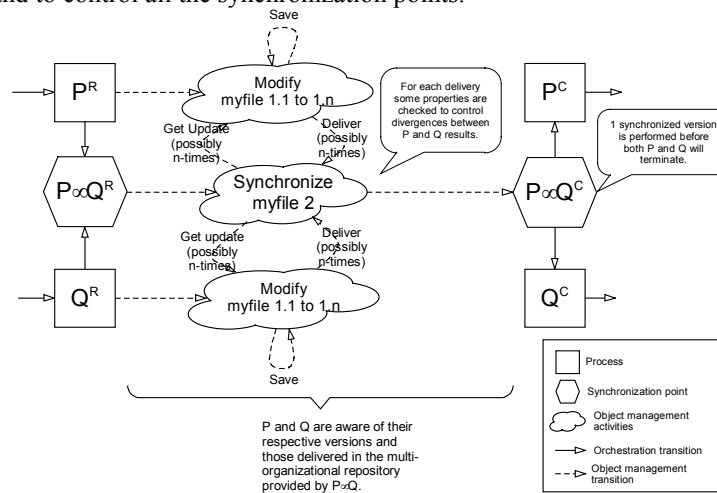 and to control all the synchronization points.
Save
Modify
myfile 1.1 to 1.n
P^R
P^C
For each delivery
some properties are
checked to control
divergences between
P and Q results.
1 synchronized version
is performed before
both P and Q will
terminate.
Get Update
(possibly
n-times)
Deliver
(possibly
n-times)
P∞Q^R
Synchronize
myfile 2
P∞Q^C
Get update
(possibly
n-times)
Deliver
(possibly
n-times)
Q^R
Modify
myfile 1.1 to 1.n
Q^C
Save
P and Q are aware of their
respective versions and
those delivered in the multi-
organizational repository
provided by P∞Q.
Process
Synchronization point
Object management
activities
Orchestration transition
Object management
transition